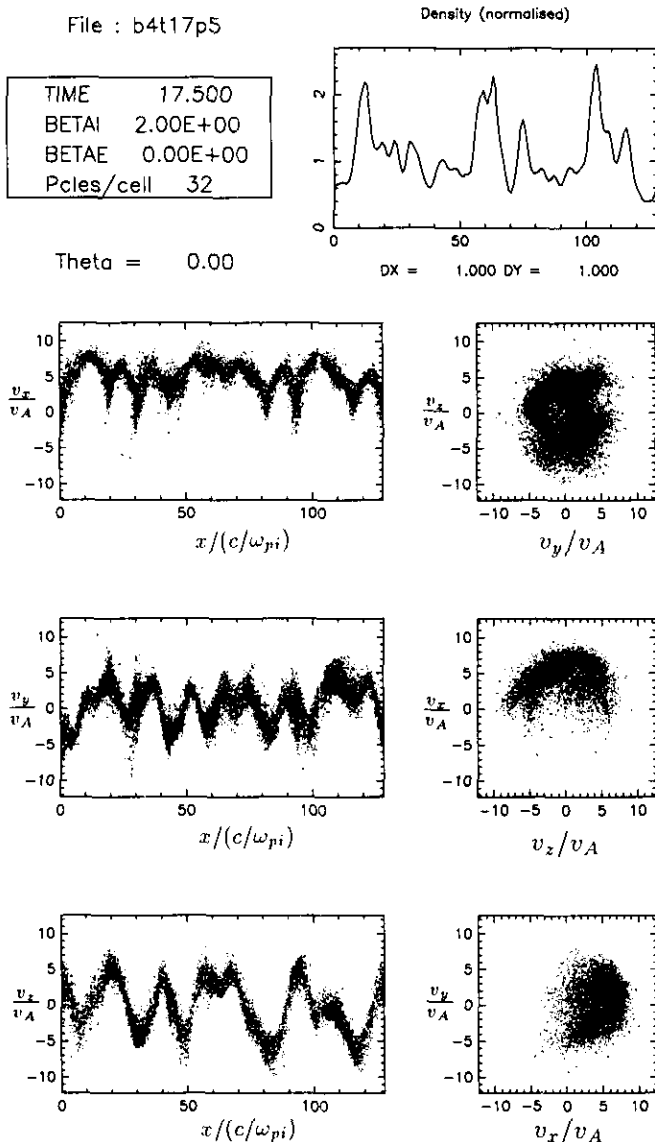 File : b4t17p5
Density (normalised)
TIME 17.500
BETAI 2.00E+00
BETAE 0.00E+00
Pcles/cell 32
2
1
0
0 50 100
Theta = 0.00
DX = 1.000 DY = 1.000
10
5
0
−5
−10
v_x/v_A
0 50 100
x/(c/ω_pi)
10
5
0
−5
−10
v_z/v_A
−10 −5 0 5 10
v_y/v_A
10
5
0
−5
−10
v_y/v_A
0 50 100
x/(c/ω_pi)
10
5
0
−5
−10
v_x/v_A
−10 −5 0 5 10
v_z/v_A
10
5
0
−5
−10
v_z/v_A
0 50 100
x/(c/ω_pi)
10
5
0
−5
−10
v_y/v_A
−10 −5 0 5 10
v_x/v_A